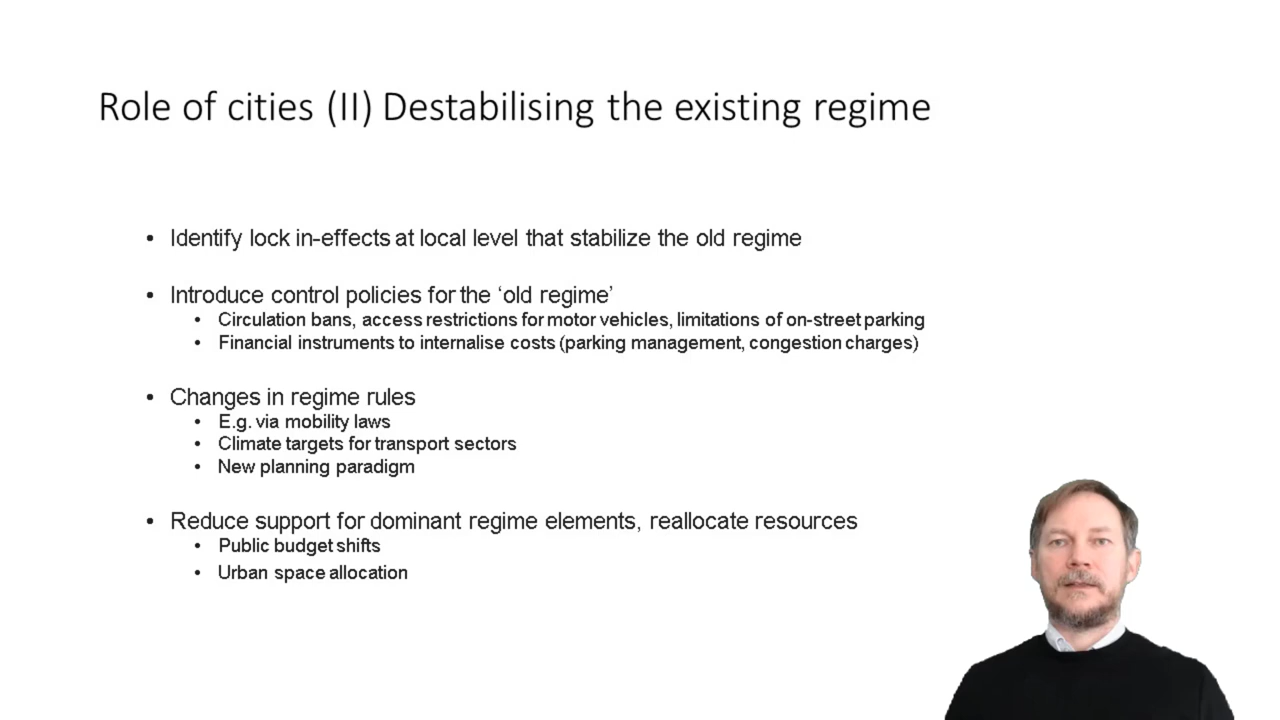 Role of cities (II) Destabilising the existing regime
• Identify lock in-effects at local level that stabilize the old regime
• Introduce control policies for the ‘old regime’
• Circulation bans, access restrictions for motor vehicles, limitations of on-street parking
• Financial instruments to internalise costs (parking management, congestion charges)
• Changes in regime rules
• E.g. via mobility laws
• Climate targets for transport sectors
• New planning paradigm
• Reduce support for dominant regime elements, reallocate resources
• Public budget shifts
• Urban space allocation